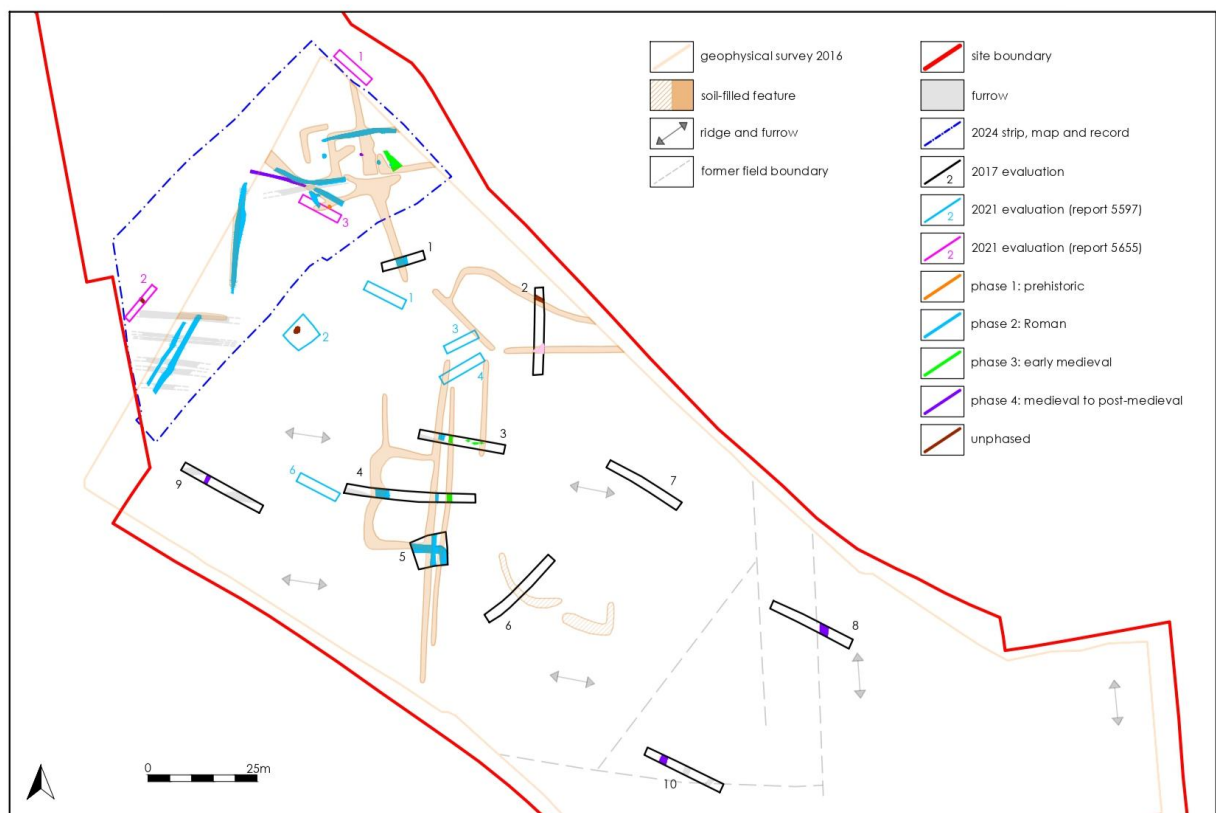 geophysical survey 2016
soil-filled feature
ridge and furrow
former field boundary
site boundary
furrow
2024 strip, map and record
2
2017 evaluation
2
2021 evaluation (report 5597)
2
2021 evaluation (report 5655)
phase 1: prehistoric
phase 2: Roman
phase 3: early medieval
phase 4: medieval to post-medieval
unphased
1
3
2
1
1
2
2
3
4
3
4
6
9
5
7
6
8
10
0
25m